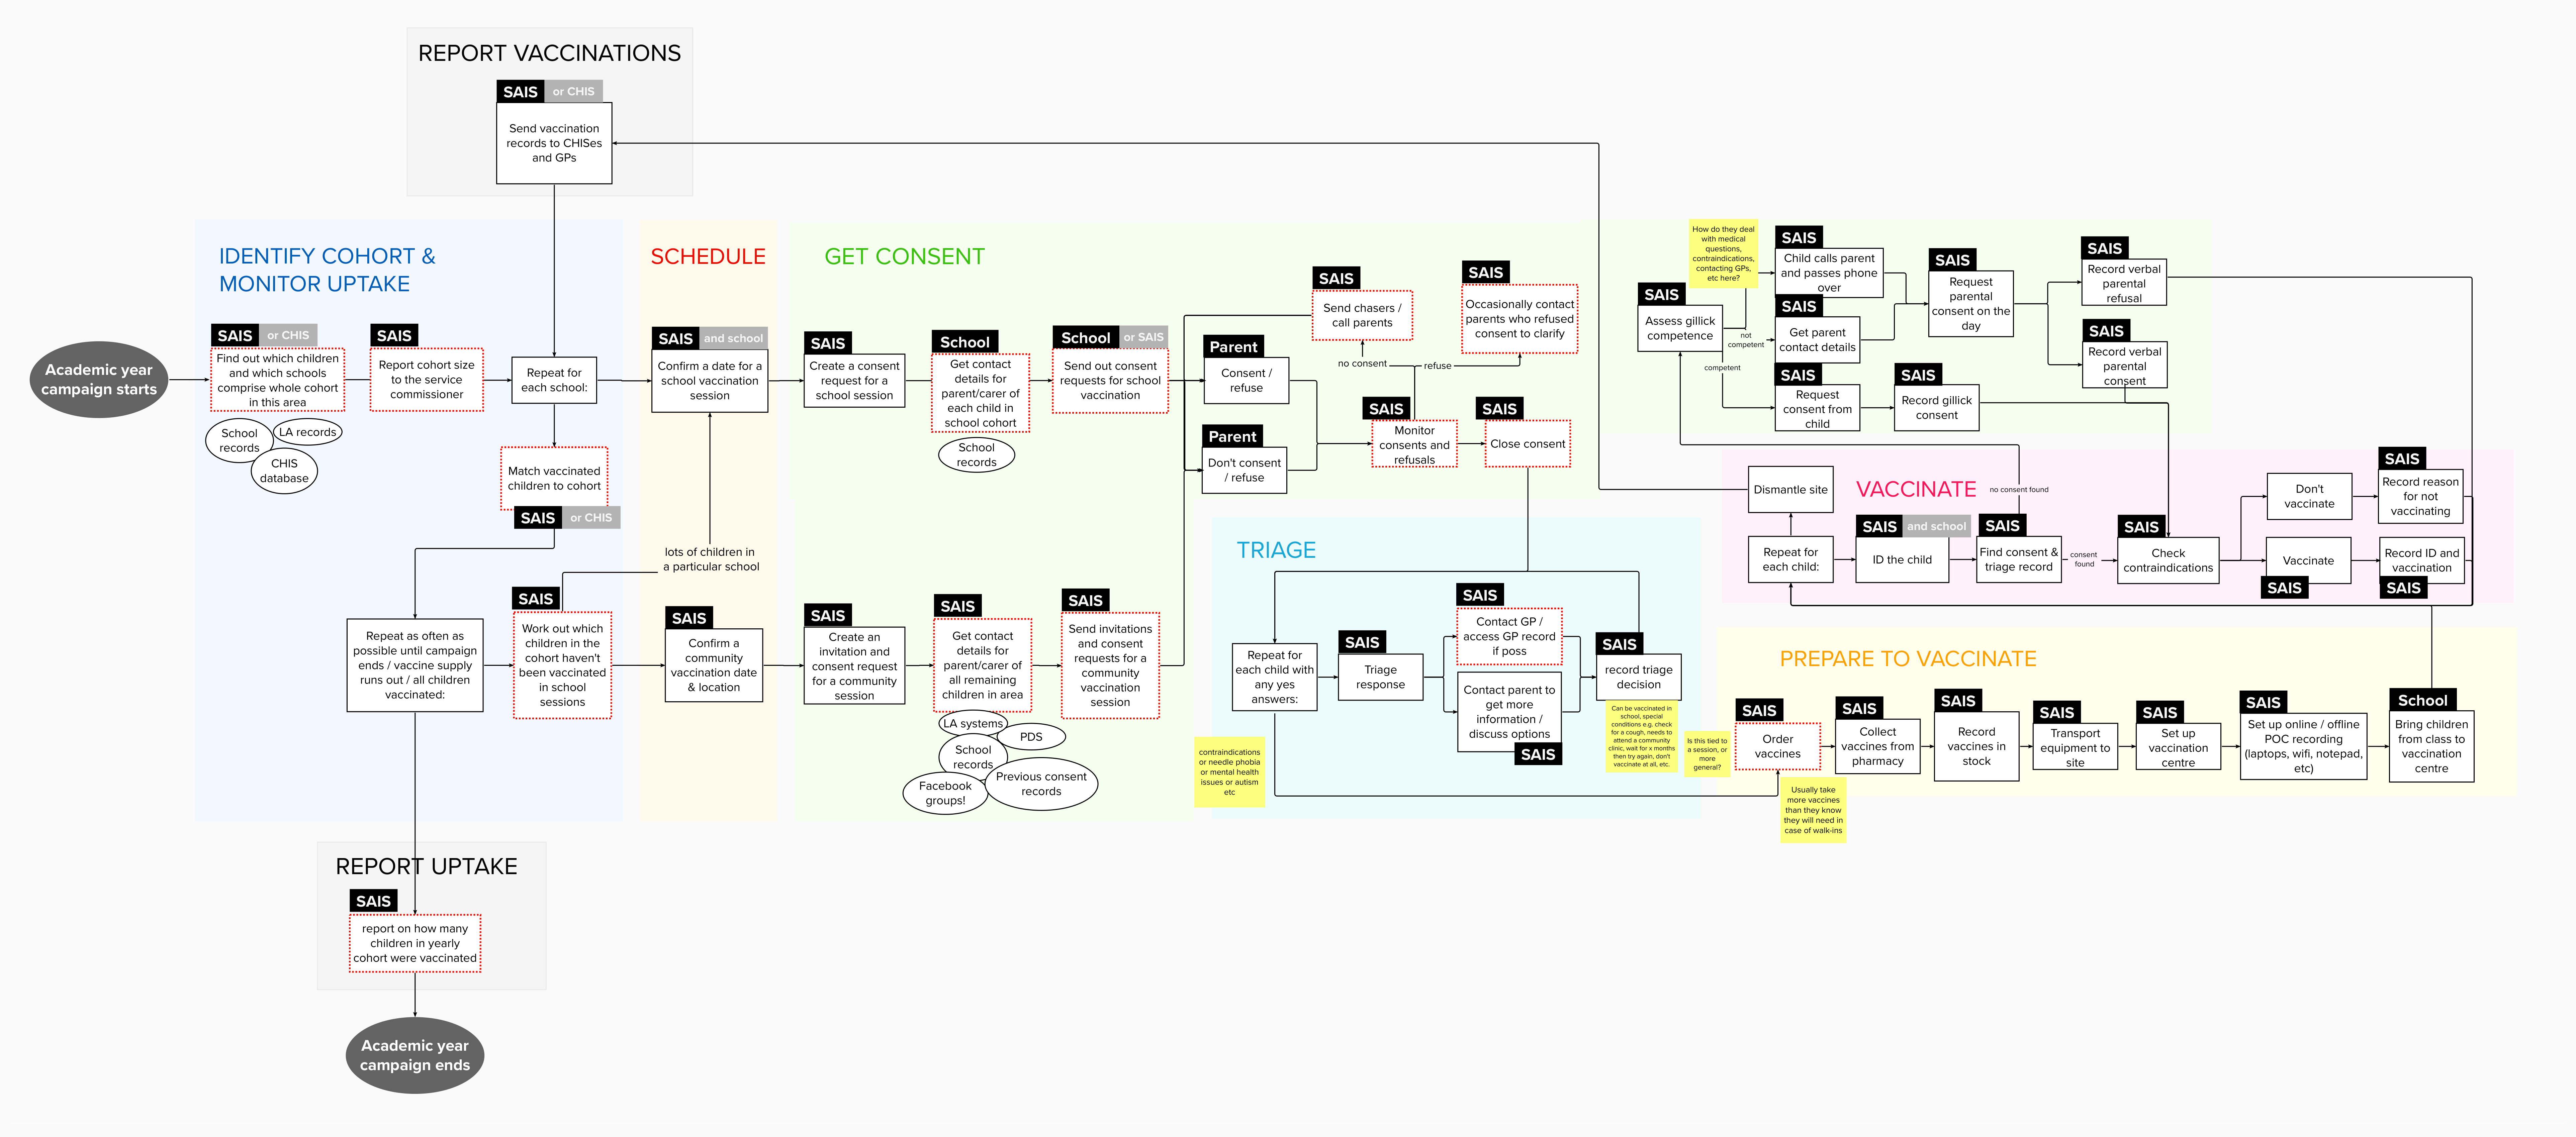 REPORT VACCINATIONS
SAIS
or CHIS
Send vaccination
records to CHISes
and GPs
Academic year
campaign starts
IDENTIFY COHORT &
MONITOR UPTAKE
SAIS
or CHIS
Find out which children
and which schools
comprise whole cohort
in this area
School
records
LA records
CHIS
database
SAIS
Report cohort size
to the service
commissioner
Repeat for
each school:
Match vaccinated
children to cohort
SAIS
or CHIS
Repeat as often as
possible until campaign
ends / vaccine supply
runs out / all children
vaccinated:
SAIS
Work out which
children in the
cohort haven't
been vaccinated
in school
sessions
REPORT UPTAKE
SAIS
report on how many
children in yearly
cohort were vaccinated
Academic year
campaign ends
SCHEDULE
SAIS
and school
Confirm a date for a
school vaccination
session
lots of children in
a particular school
SAIS
Confirm a
community
vaccination date
& location
GET CONSENT
SAIS
Create a consent
request for a
school session
School
Get contact
details for
parent/carer of
each child in
school cohort
School
records
School
or SAIS
Send out consent
requests for school
vaccination
SAIS
Create an
invitation and
consent request
for a community
session
SAIS
Get contact
details for
parent/carer of
all remaining
children in area
LA systems
PDS
School
records
Previous consent
records
Facebook
groups!
SAIS
Send invitations
and consent
requests for a
community
vaccination
session
Parent
Consent /
refuse
Parent
Don't consent
/ refuse
SAIS
Send chasers /
call parents
no consent
refuse
SAIS
Occasionally contact
parents who refused
consent to clarify
SAIS
Monitor
consents and
refusals
SAIS
Close consent
TRIAGE
Repeat for
each child with
any yes
answers:
contraindications
or needle phobia
or mental health
issues or autism
etc
SAIS
Triage
response
SAIS
Contact GP /
access GP record
if poss
Contact parent to
get more
information /
discuss options
SAIS
SAIS
record triage
decision
Can be vaccinated in
school, special
conditions e.g. check
for a cough, needs to
attend a community
clinic, wait for x months
then try again, don't
vaccinate at all, etc.
How do they deal
with medical
questions,
contraindications,
contacting GPs,
etc here?
SAIS
Assess gillick
competence
not
competent
competent
SAIS
Child calls parent
and passes phone
over
SAIS
Get parent
contact details
SAIS
Request
consent from
child
SAIS
Record gillick
consent
SAIS
Request
parental
consent on the
day
SAIS
Record verbal
parental
refusal
SAIS
Record verbal
parental
consent
VACCINATE
Dismantle site
Repeat for
each child:
SAIS
and school
ID the child
no consent found
SAIS
Find consent &
triage record
consent
found
SAIS
Check
contraindications
Don't
vaccinate
SAIS
Record reason
for not
vaccinating
Vaccinate
SAIS
Record ID and
vaccination
SAIS
PREPARE TO VACCINATE
Is this tied to
a session, or
more
general?
SAIS
Order
vaccines
Usually take
more vaccines
than they know
they will need in
case of walk-ins
SAIS
Collect
vaccines from
pharmacy
SAIS
Record
vaccines in
stock
SAIS
Transport
equipment to
site
SAIS
Set up
vaccination
centre
SAIS
Set up online / offline
POC recording
(laptops, wifi, notepad,
etc)
School
Bring children
from class to
vaccination
centre